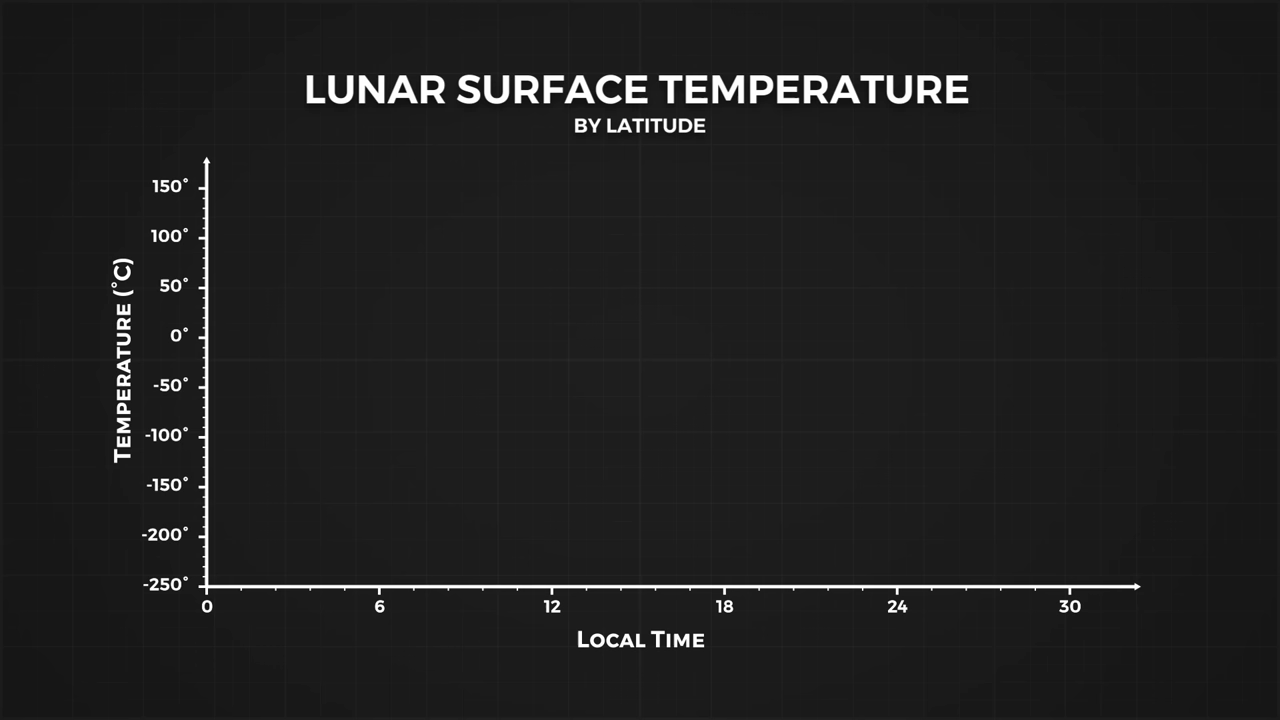 LUNAR SURFACE TEMPERATURE
BY LATITUDE
TEMPERATURE (˚C)
150˚
100˚
50˚
0˚
-50˚
-100˚
-150˚
-200˚
-250˚
0 6 12 18 24 30
LOCAL TIME